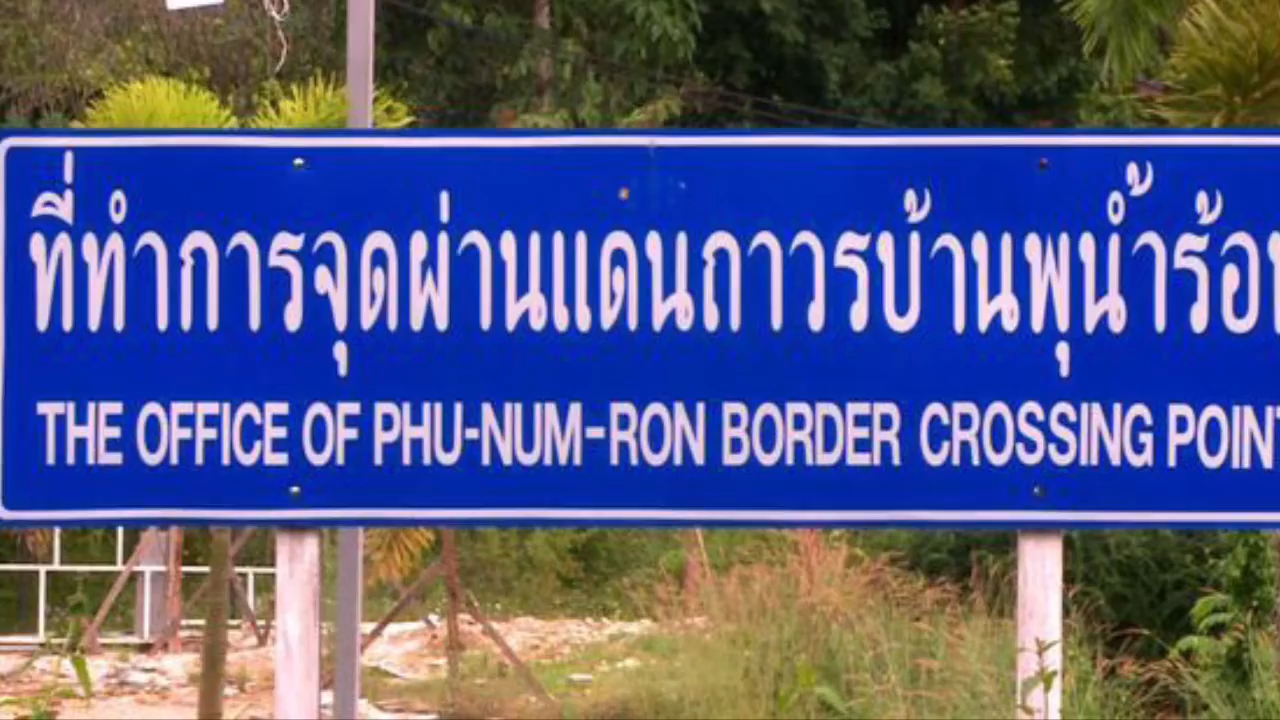 ที่ทำการจุดผ่านแดนถาวรบ้านพุน้ำร้อ
THE OFFICE OF PHU-NUM-RON BORDER CROSSING POIN